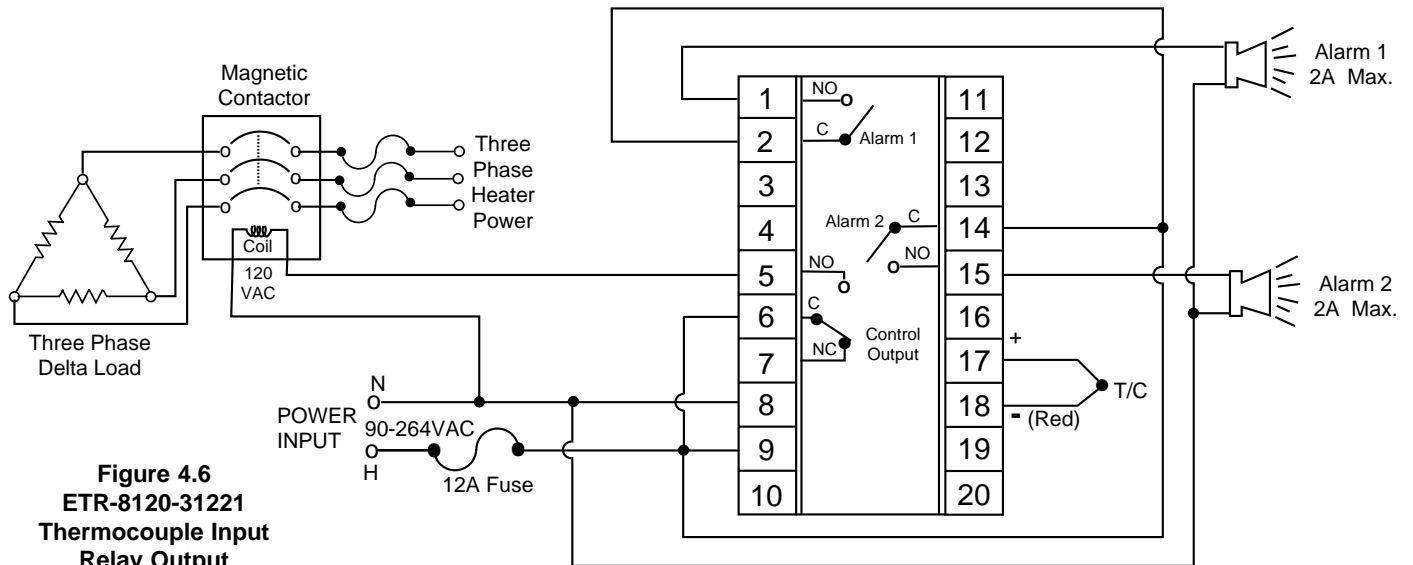 Magnetic
Contactor
Three
Phase
Heater
Power
Coil
120
VAC
Three Phase
Delta Load
N
POWER
INPUT
90-264VAC
H
12A Fuse
Figure 4.6
ETR-8120-31221
Thermocouple Input
Relay Output
1
2
3
4
5
6
7
8
9
10
NO
C
Alarm 1
Alarm 2
C
NO
NO
C
NC
Control
Output
11
12
13
14
15
16
17
18
19
20
+
T/C
- (Red)
Alarm 1
2A Max.
Alarm 2
2A Max.